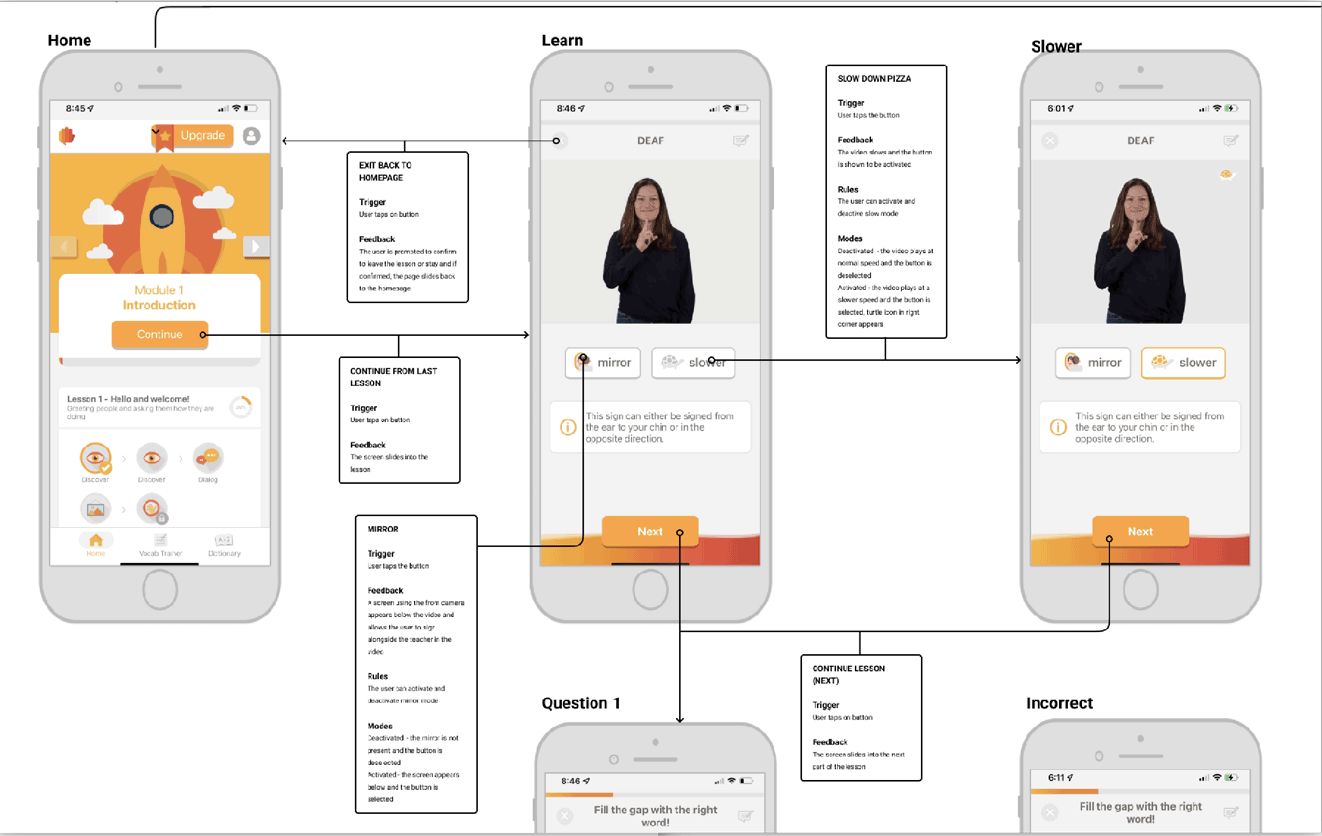 Home
8:45
Upgrade
Module 1
Introduction
Continue
Lesson 1 - Hello and welcome!
Greeting people and asking them how they are
doing
20%
Discover
Discover
Dialog
Home
Vocab Trainer
Dictionary
EXIT BACK TO
HOMEPAGE
Trigger
User taps on button
Feedback
The user is prompted to confirm
to leave the lesson or stay and if
confirmed, the page slides back
to the homepage
CONTINUE FROM LAST
LESSON
Trigger
User taps on button
Feedback
The screen slides into the
lesson
MIRROR
Trigger
User taps the button
Feedback
A screen using the front camera
appears below the video and
allows the user to sign
alongside the teacher in the
video
Rules
The user can activate and
deactivate mirror mode
Modes
Deactivated - the mirror is not
present and the button is
deselected
Activated - the screen appears
below and the button is
selected
Learn
8:46
DEAF
mirror
slower
This sign can either be signed from
the ear to your chin or in the
opposite direction.
Next
SLOW DOWN PIZZA
Trigger
User taps the button
Feedback
The video slows and the button
is shown to be activated
Rules
The user can activate and
deactive slow mode
Modes
Deactivated - the video plays at
normal speed and the button is
deselected
Activated - the video plays at a
slower speed and the button is
selected, turtle icon in right
corner appears
Slower
6:01
DEAF
mirror
slower
This sign can either be signed from
the ear to your chin or in the
opposite direction.
Next
CONTINUE LESSON
(NEXT)
Trigger
User taps on button
Feedback
The screen slides into the next
part of the lesson
Question 1
8:46
Fill the gap with the right
word!
Incorrect
6:11
Fill the gap with the right
word!